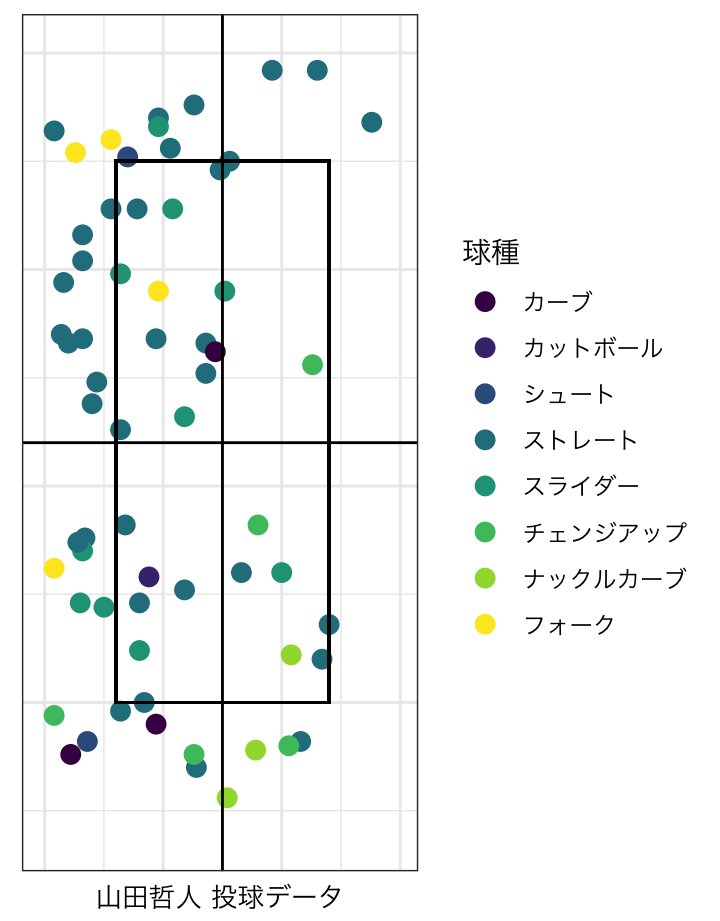 球種
カーブ
カットボール
シュート
ストレート
スライダー
チェンジアップ
ナックルカーブ
フォーク
山田哲人 投球データ